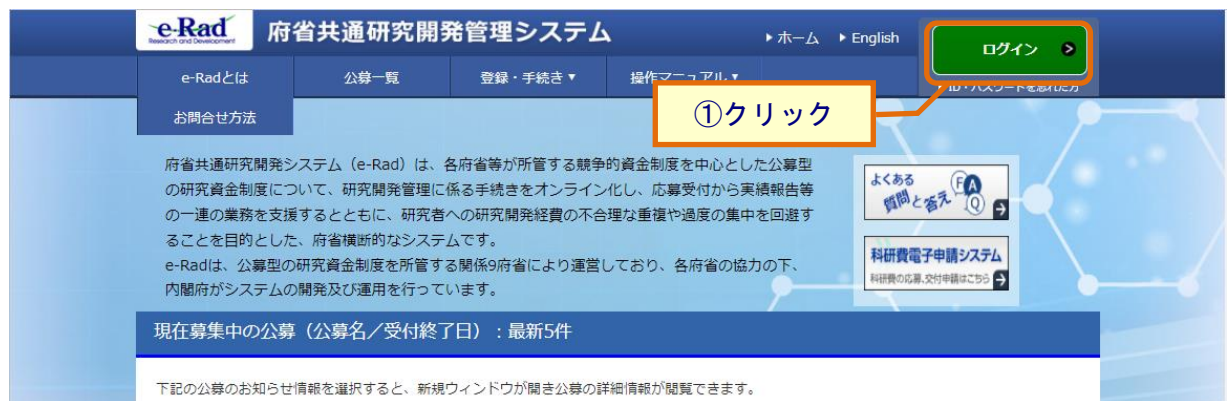 e-Rad
Research and Development
府省共通研究開発管理システム
ホーム
English
ログイン
e-Radとは
公募一覧
登録・手続き
操作マニュアル
ID・パスワードを忘れた方
お問合せ方法
①クリック
府省共通研究開発システム（e-Rad）は、各府省等が所管する競争的資金制度を中心とした公募型
の研究資金制度について、研究開発管理に係る手続きをオンライン化し、応募受付から実績報告等
の一連の業務を支援するとともに、研究者への研究開発経費の不合理な重複や過度の集中を回避す
ることを目的とした、府省横断的なシステムです。
e-Radは、公募型の研究資金制度を所管する関係9府省により運営しており、各府省の協力の下、
内閣府がシステムの開発及び運用を行っています。
よくある
質問と答え
FAQ
科研費電子申請システム
科研費の応募、交付申請はこちら
現在募集中の公募（公募名／受付終了日）：最新5件
下記の公募のお知らせ情報を選択すると、新規ウィンドウが開き公募の詳細情報が閲覧できます。